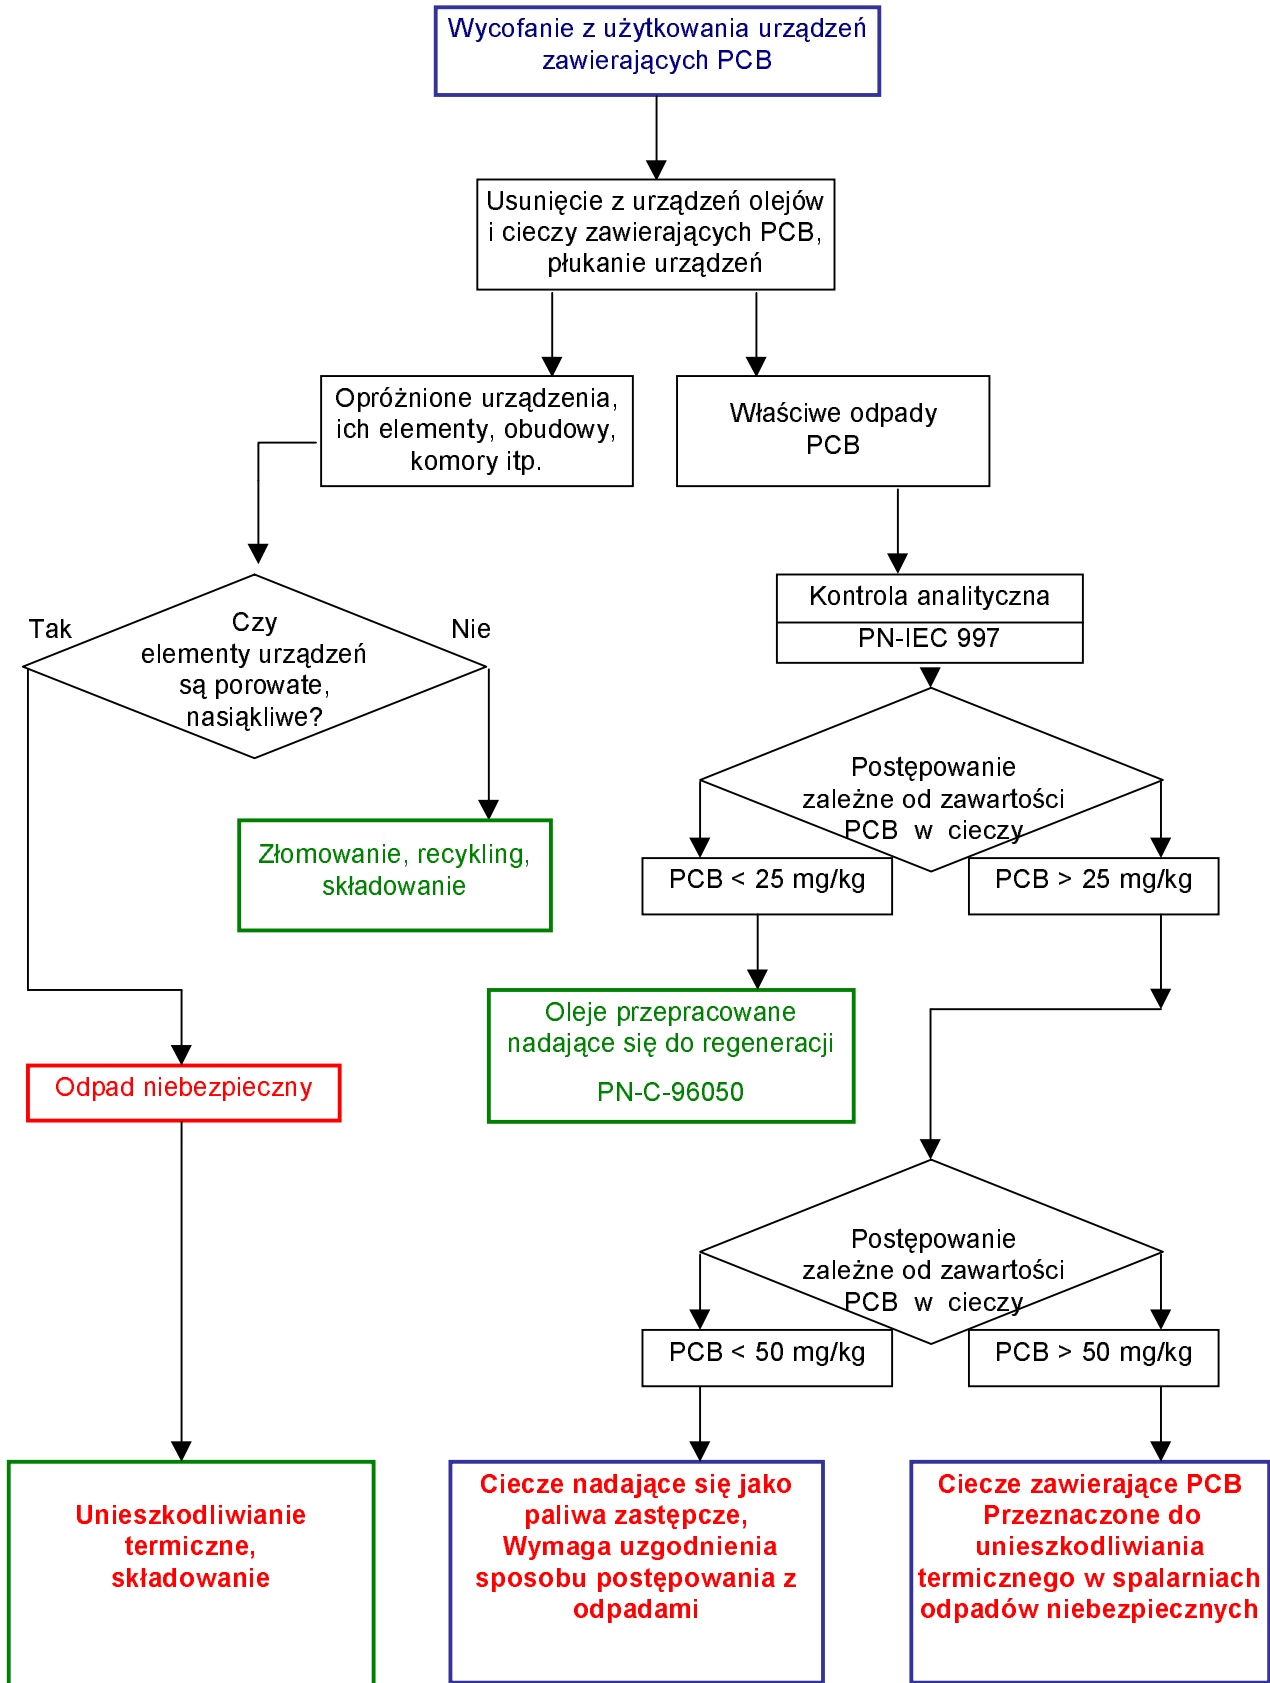 Wycofanie z użytkowania urządzeń
zawierających PCB
Usunięcie z urządzeń olejów
i cieczy zawierających PCB,
płukanie urządzeń
Opróżnione urządzenia,
ich elementy, obudowy,
komory itp.
Właściwe odpady
PCB
Kontrola analityczna
PN-IEC 997
Tak
Nie
Czy
elementy urządzeń
są porowate,
nasiąkliwe?
Postępowanie
zależne od zawartości
PCB w cieczy
Złomowanie, recykling,
składowanie
PCB < 25 mg/kg
PCB > 25 mg/kg
Oleje przepracowane
nadające się do regeneracji
PN-C-96050
Odpad niebezpieczny
Postępowanie
zależne od zawartości
PCB w cieczy
PCB < 50 mg/kg
PCB > 50 mg/kg
Unieszkodliwianie
termiczne,
składowanie
Ciecze nadające się jako
paliwa zastępcze,
Wymaga uzgodnienia
sposobu postępowania z
odpadami
Ciecze zawierające PCB
Przeznaczone do
unieszkodliwiania
termicznego w spalarniach
odpadów niebezpiecznych